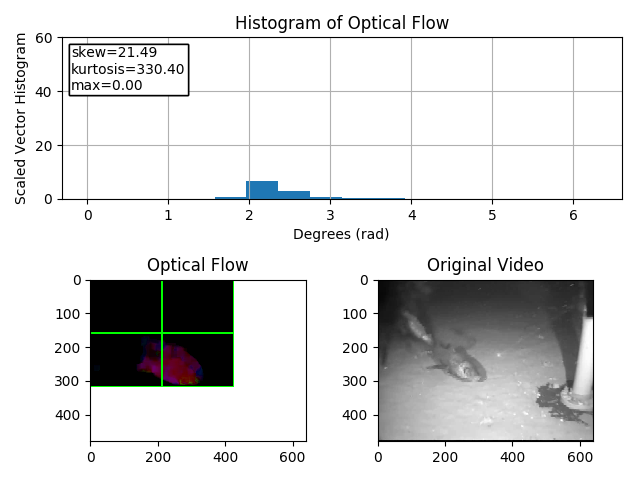 Histogram of Optical Flow
60
40
20
0
Scaled Vector Histogram
skew=21.49
kurtosis=330.40
max=0.00
0 1 2 3 4 5 6
Degrees (rad)
Optical Flow
0
100
200
300
400
0 200 400 600
Original Video
0
100
200
300
400
0 200 400 600